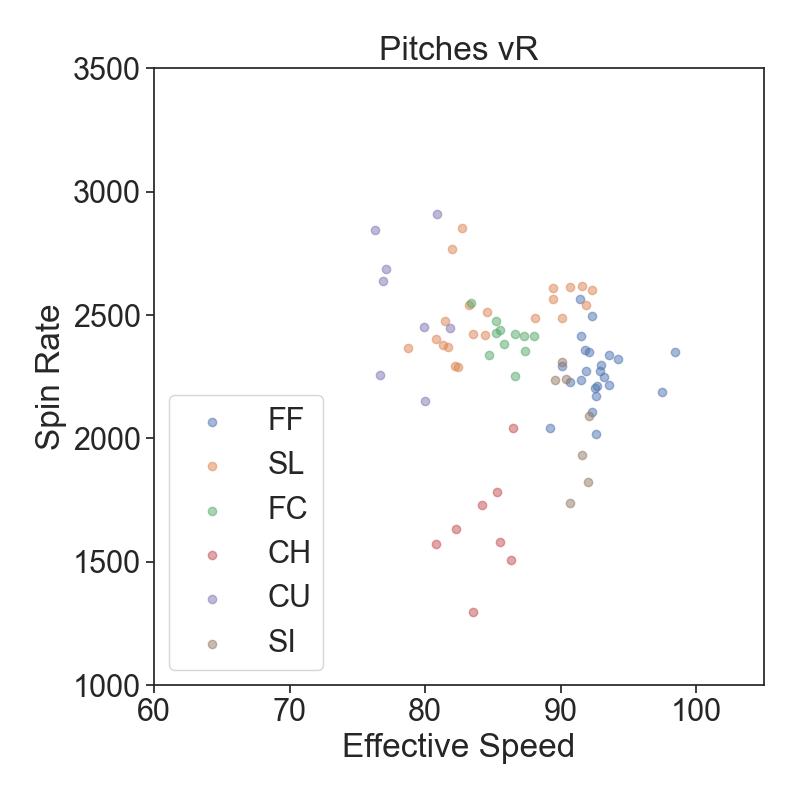 Pitches vR
3500
3000
2500
2000
1500
1000
Spin Rate
FF
SL
FC
CH
CU
SI
60 70 80 90 100
Effective Speed